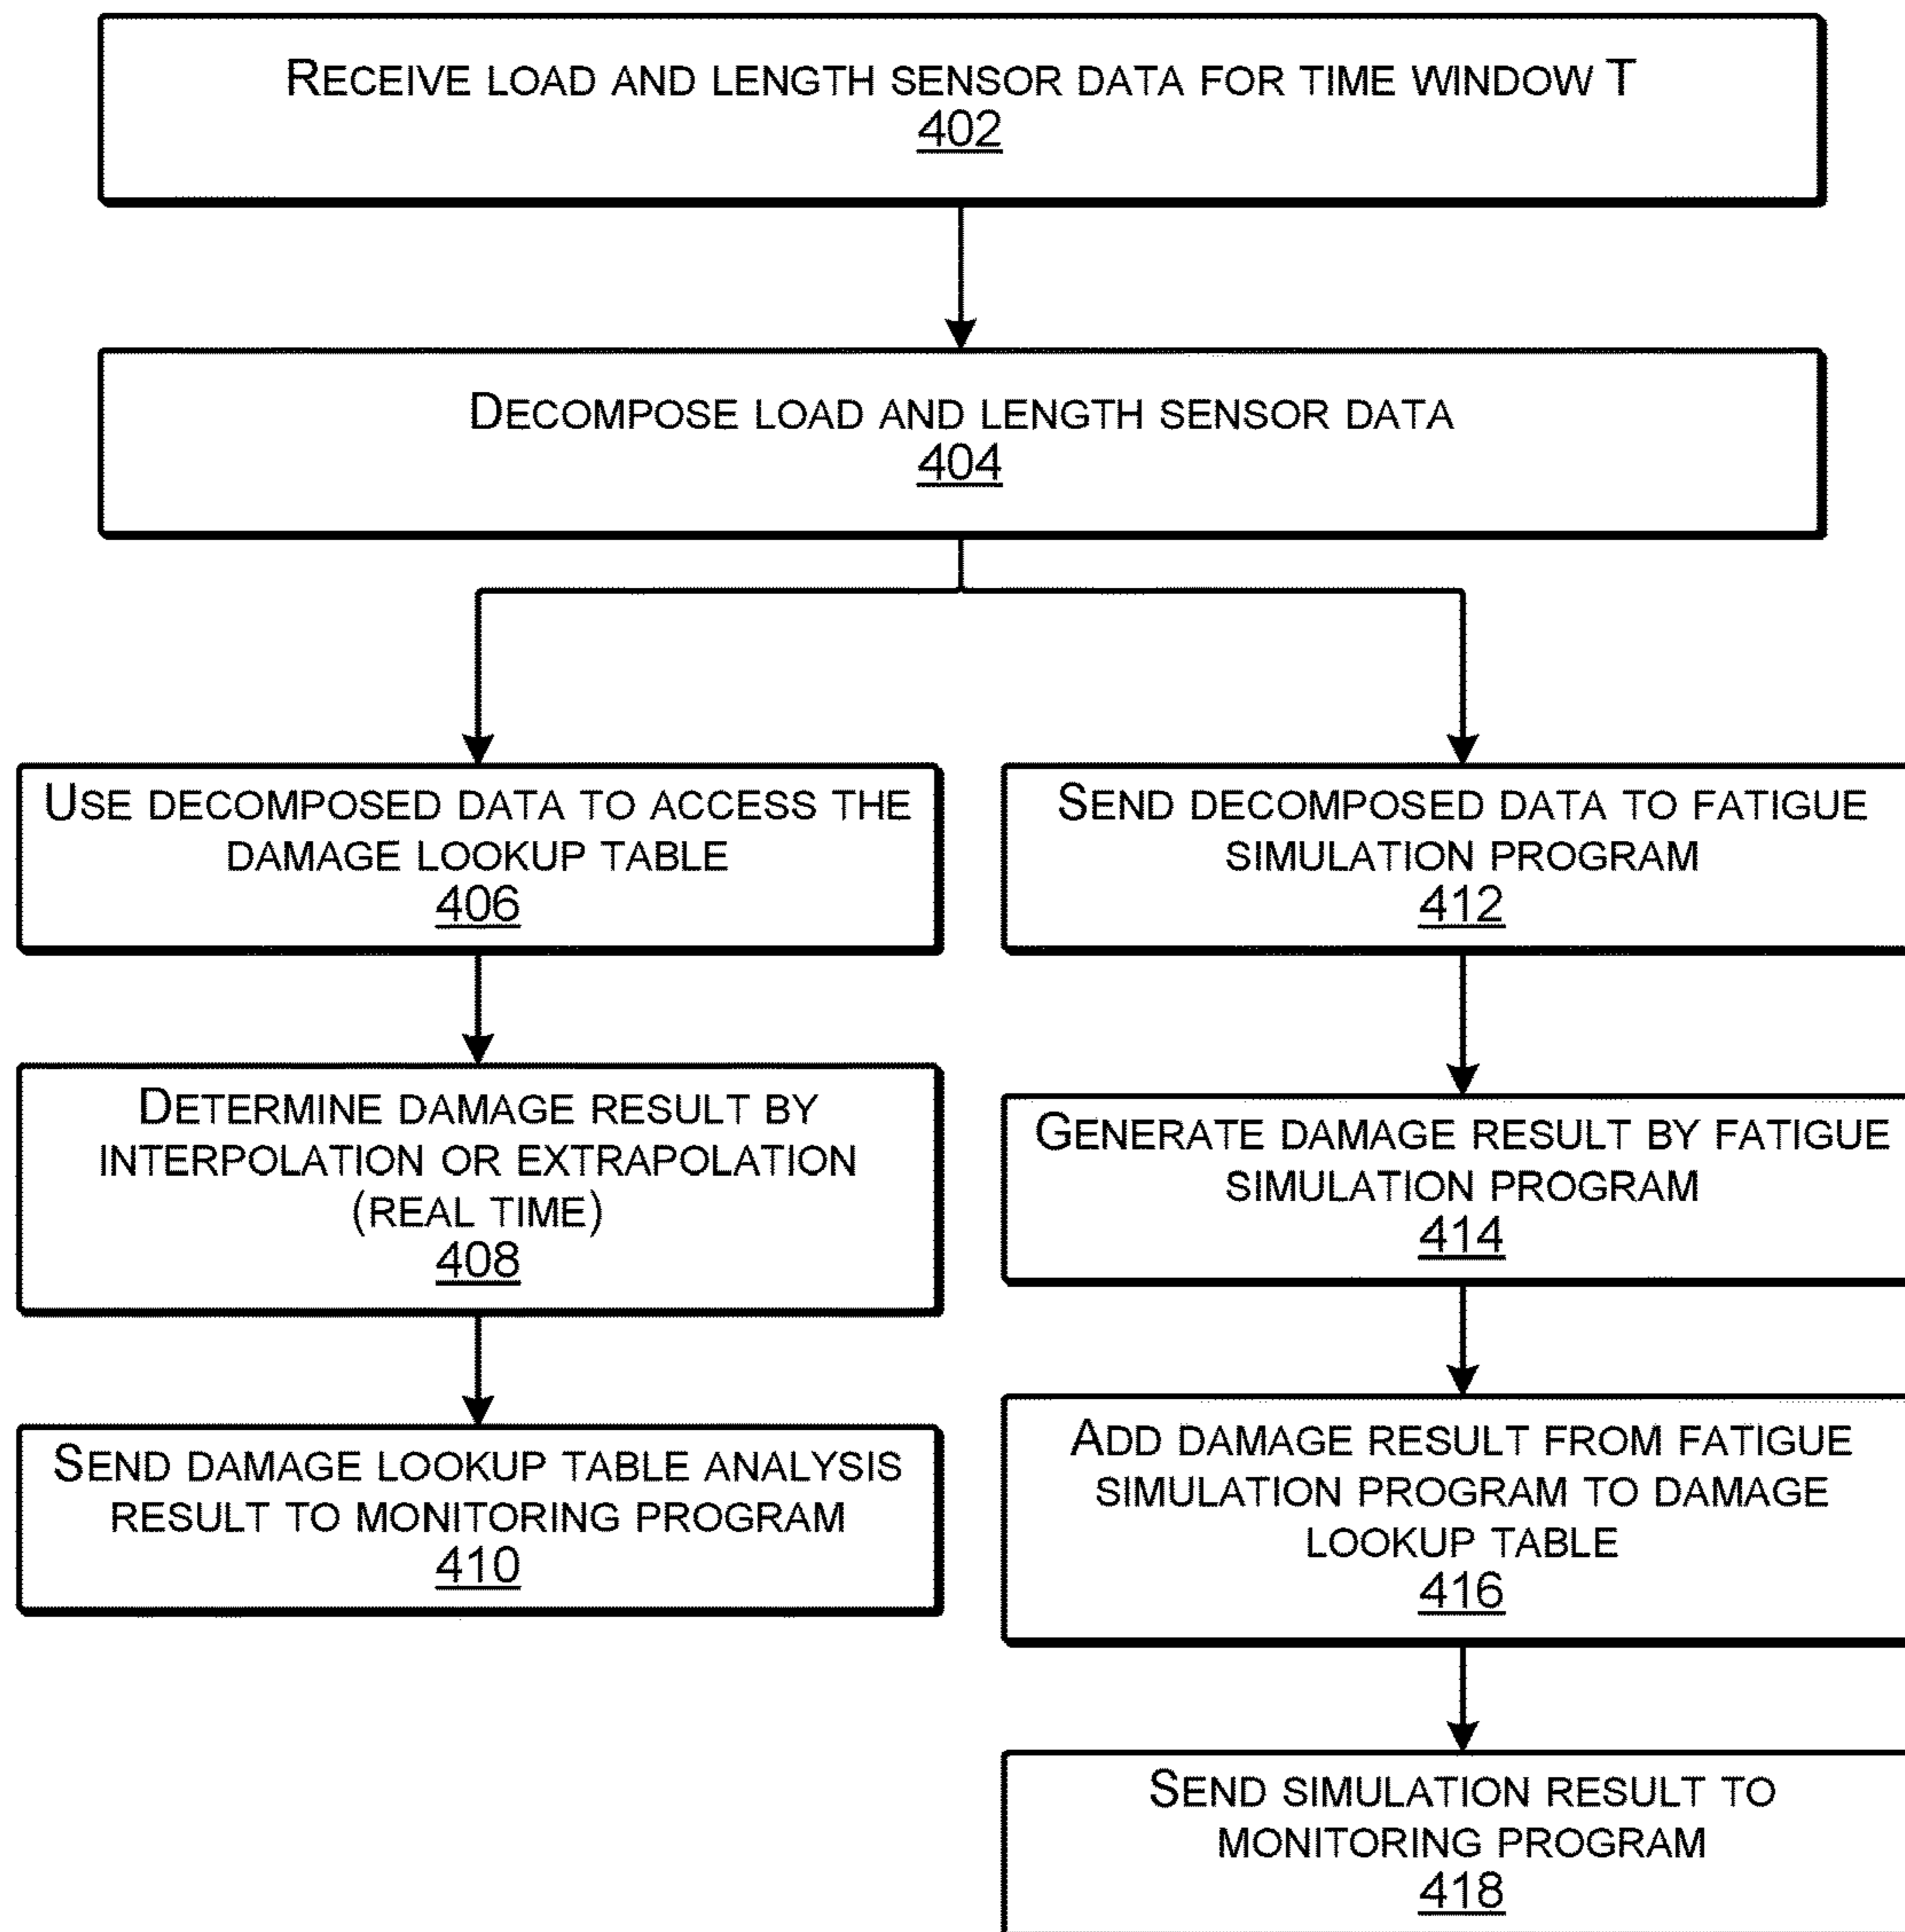 RECEIVE LOAD AND LENGTH SENSOR DATA FOR TIME WINDOW T
402
DECOMPOSE LOAD AND LENGTH SENSOR DATA
404
USE DECOMPOSED DATA TO ACCESS THE
DAMAGE LOOKUP TABLE
406
DETERMINE DAMAGE RESULT BY
INTERPOLATION OR EXTRAPOLATION
(REAL TIME)
408
SEND DAMAGE LOOKUP TABLE ANALYSIS
RESULT TO MONITORING PROGRAM
410
SEND DECOMPOSED DATA TO FATIGUE
SIMULATION PROGRAM
412
GENERATE DAMAGE RESULT BY FATIGUE
SIMULATION PROGRAM
414
ADD DAMAGE RESULT FROM FATIGUE
SIMULATION PROGRAM TO DAMAGE
LOOKUP TABLE
416
SEND SIMULATION RESULT TO
MONITORING PROGRAM
418